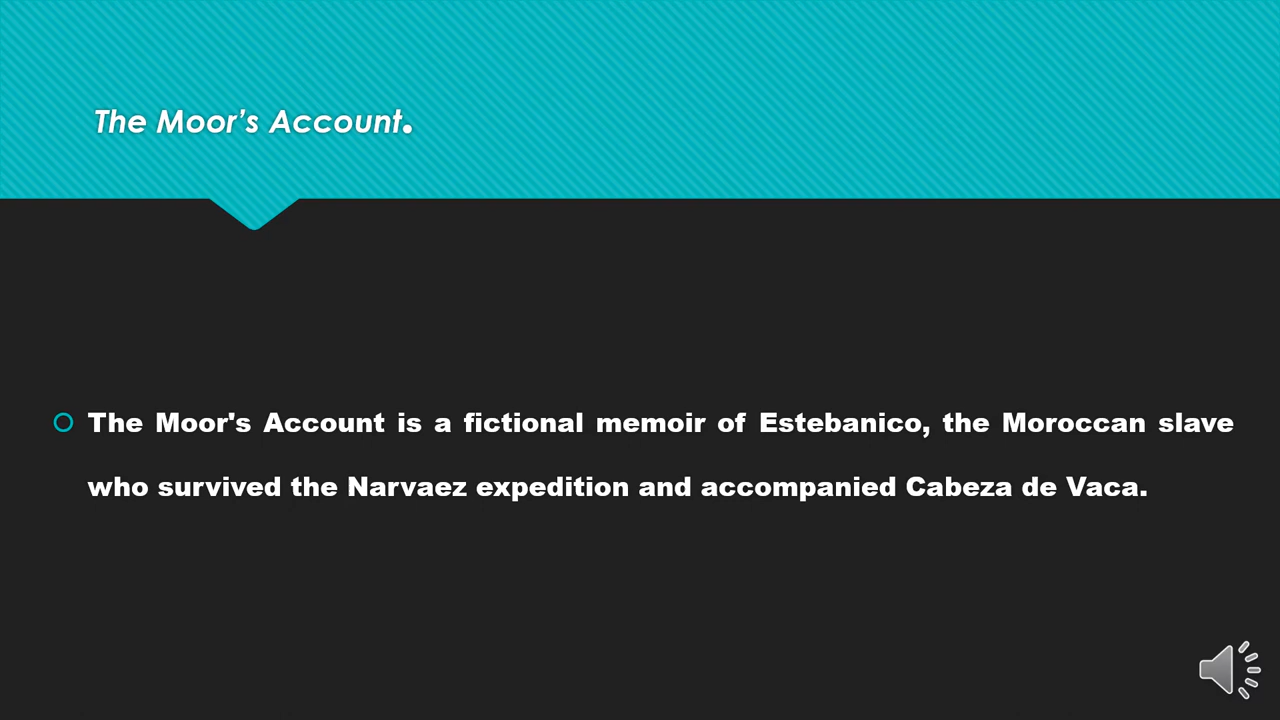 The Moor’s Account.
The Moor's Account is a fictional memoir of Estebanico, the Moroccan slave
who survived the Narvaez expedition and accompanied Cabeza de Vaca.